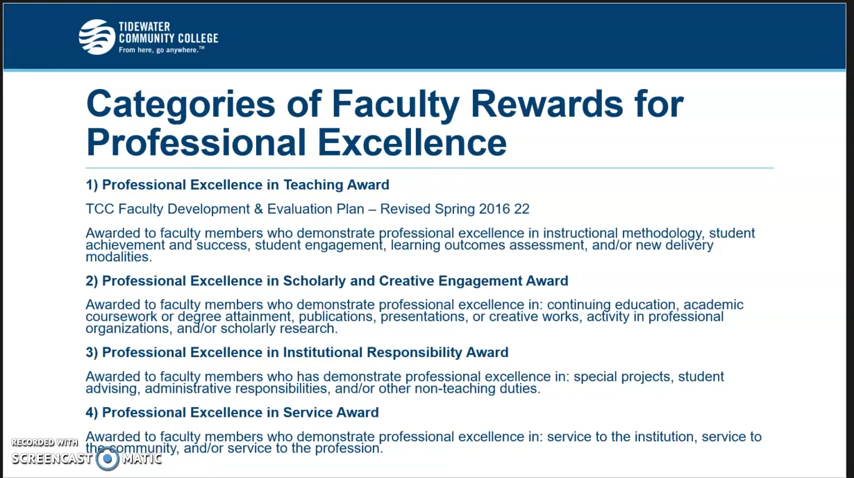 TIDEWATER
COMMUNITY COLLEGE
From here, go anywhere.™
Categories of Faculty Rewards for
Professional Excellence
1) Professional Excellence in Teaching Award
TCC Faculty Development & Evaluation Plan – Revised Spring 2016 22
Awarded to faculty members who demonstrate professional excellence in instructional methodology, student
achievement and success, student engagement, learning outcomes assessment, and/or new delivery
modalities.
2) Professional Excellence in Scholarly and Creative Engagement Award
Awarded to faculty members who demonstrate professional excellence in: continuing education, academic
coursework or degree attainment, publications, presentations, or creative works, activity in professional
organizations, and/or scholarly research.
3) Professional Excellence in Institutional Responsibility Award
Awarded to faculty members who has demonstrate professional excellence in: special projects, student
advising, administrative responsibilities, and/or other non-teaching duties.
4) Professional Excellence in Service Award
Awarded to faculty members who demonstrate professional excellence in: service to the institution, service to
the community, and/or service to the profession.
RECORDED WITH
SCREENCAST MATIC